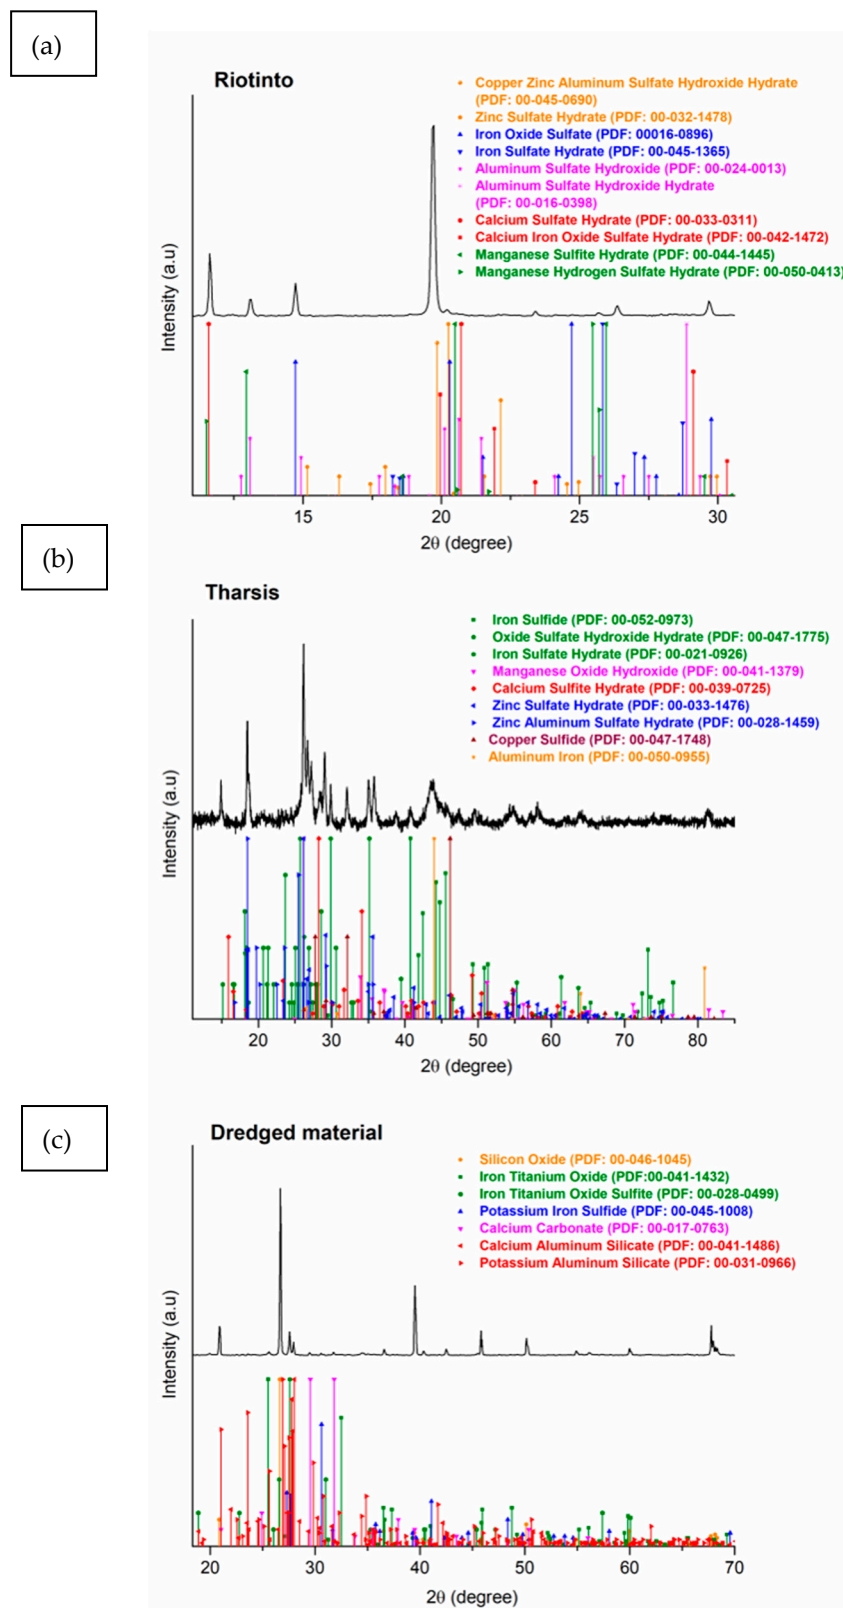 (a)
Riotinto
Copper Zinc Aluminum Sulfate Hydroxide Hydrate
(PDF: 00-045-0690)
Zinc Sulfate Hydrate (PDF: 00-032-1478)
Iron Oxide Sulfate (PDF: 00016-0896)
Iron Sulfate Hydrate (PDF: 00-045-1365)
Aluminum Sulfate Hydroxide (PDF: 00-024-0013)
Aluminum Sulfate Hydroxide Hydrate
(PDF: 00-016-0398)
Calcium Sulfate Hydrate (PDF: 00-033-0311)
Calcium Iron Oxide Sulfate Hydrate (PDF: 00-042-1472)
Manganese Sulfite Hydrate (PDF: 00-044-1445)
Manganese Hydrogen Sulfate Hydrate (PDF: 00-050-0413)
Intensity (a.u)
15 20 25 30
2θ (degree)
(b)
Tharsis
Iron Sulfide (PDF: 00-052-0973)
Oxide Sulfate Hydroxide Hydrate (PDF: 00-047-1775)
Iron Sulfate Hydrate (PDF: 00-021-0926)
Manganese Oxide Hydroxide (PDF: 00-041-1379)
Calcium Sulfite Hydrate (PDF: 00-039-0725)
Zinc Sulfate Hydrate (PDF: 00-033-1476)
Zinc Aluminum Sulfate Hydrate (PDF: 00-028-1459)
Copper Sulfide (PDF: 00-047-1748)
Aluminum Iron (PDF: 00-050-0955)
Intensity (a.u)
20 30 40 50 60 70 80
2θ (degree)
(c)
Dredged material
Silicon Oxide (PDF: 00-046-1045)
Iron Titanium Oxide (PDF:00-041-1432)
Iron Titanium Oxide Sulfite (PDF: 00-028-0499)
Potassium Iron Sulfide (PDF: 00-045-1008)
Calcium Carbonate (PDF: 00-017-0763)
Calcium Aluminum Silicate (PDF: 00-041-1486)
Potassium Aluminum Silicate (PDF: 00-031-0966)
Intensity (a.u)
20 30 40 50 60 70
2θ (degree)